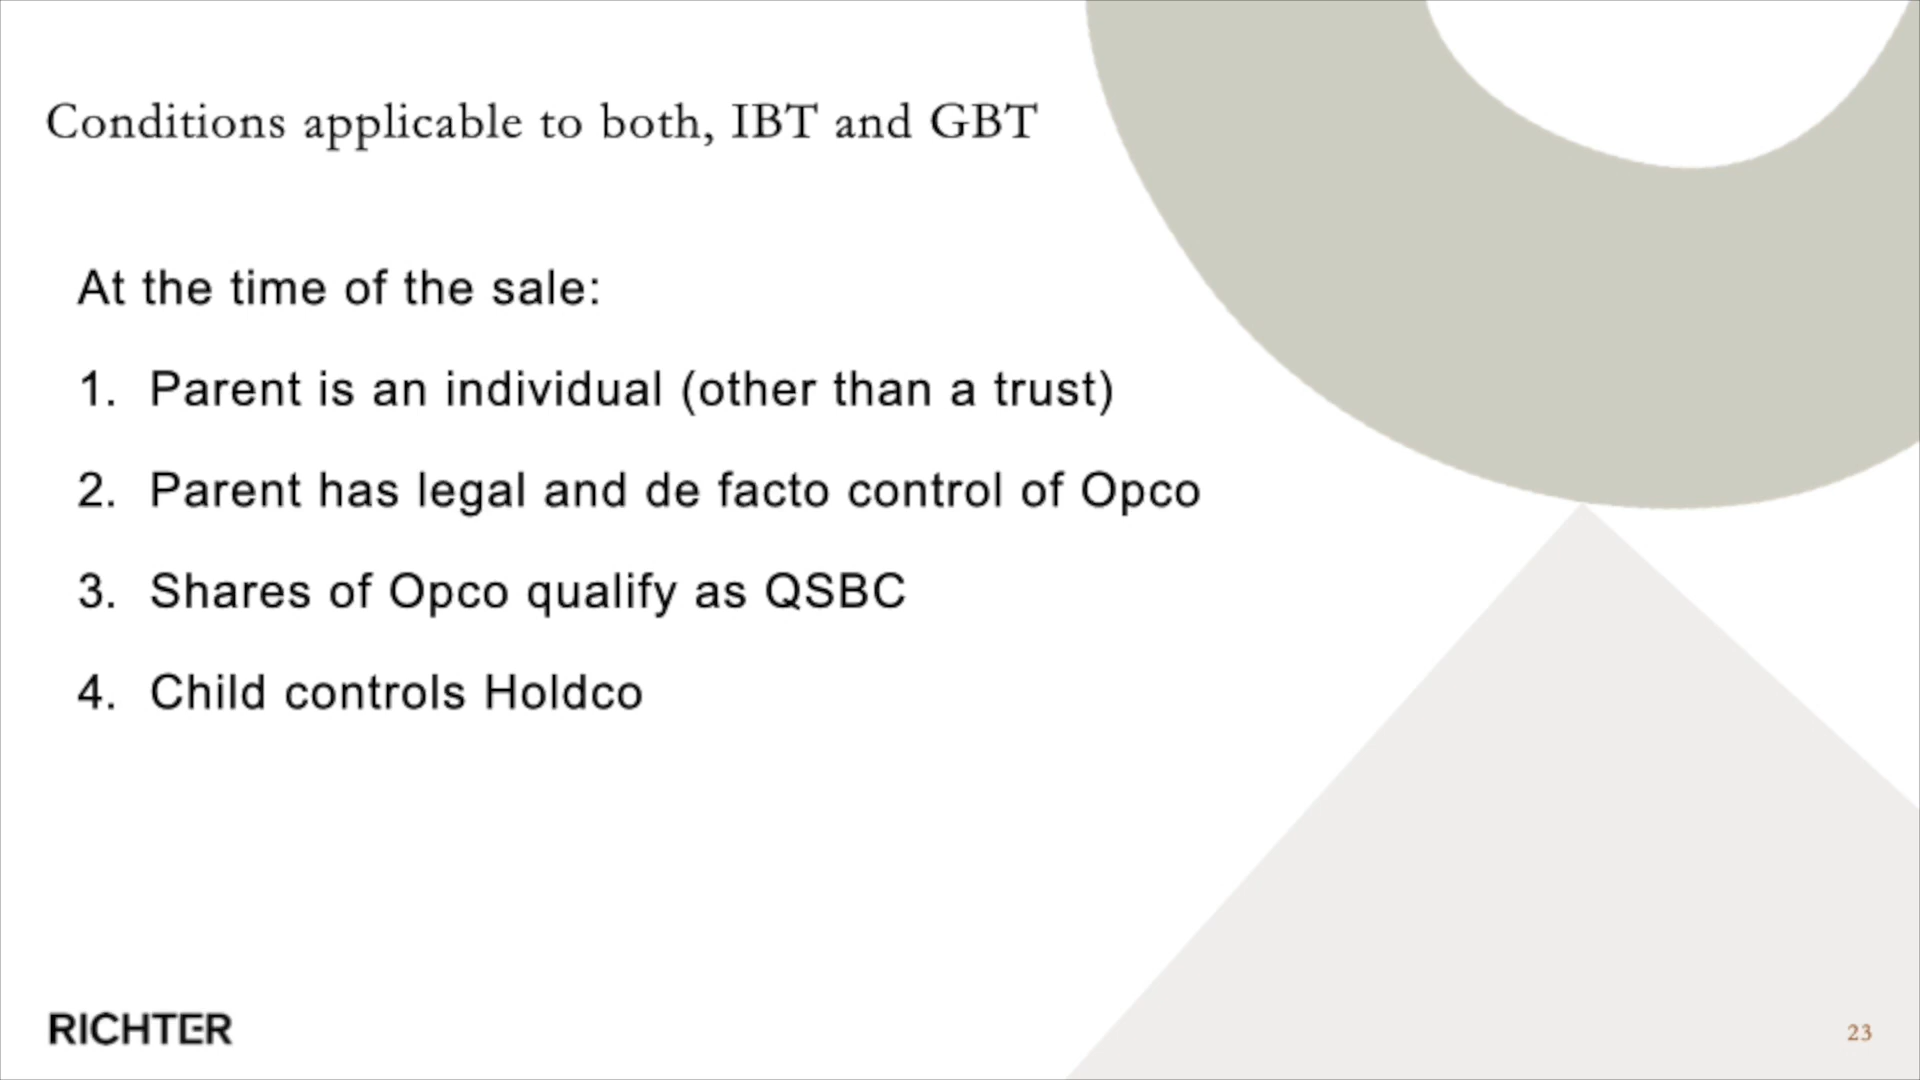 Conditions applicable to both, IBT and GBT
At the time of the sale:
1. Parent is an individual (other than a trust)
2. Parent has legal and de facto control of Opco
3. Shares of Opco qualify as QSBC
4. Child controls Holdco
RICHTER
23